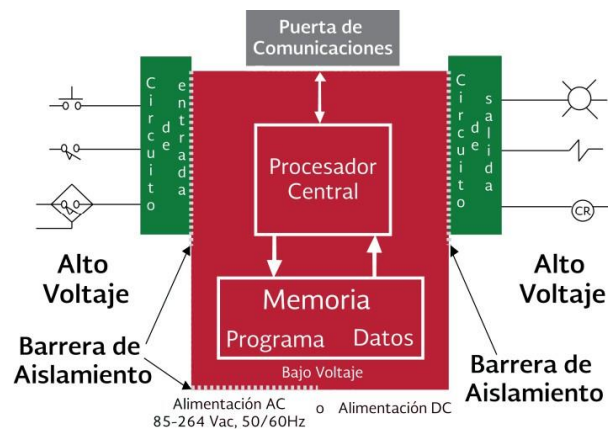 Puerta de
Comunicaciones
Circuito
de
entrada
Circuito
de
salida
Procesador
Central
Memoria
Programa Datos
Bajo Voltaje
Alto
Voltaje
Alto
Voltaje
CR
Barrera de
Aislamiento
Barrera de
Aislamiento
Alimentación AC o Alimentación DC
85-264 Vac, 50/60Hz